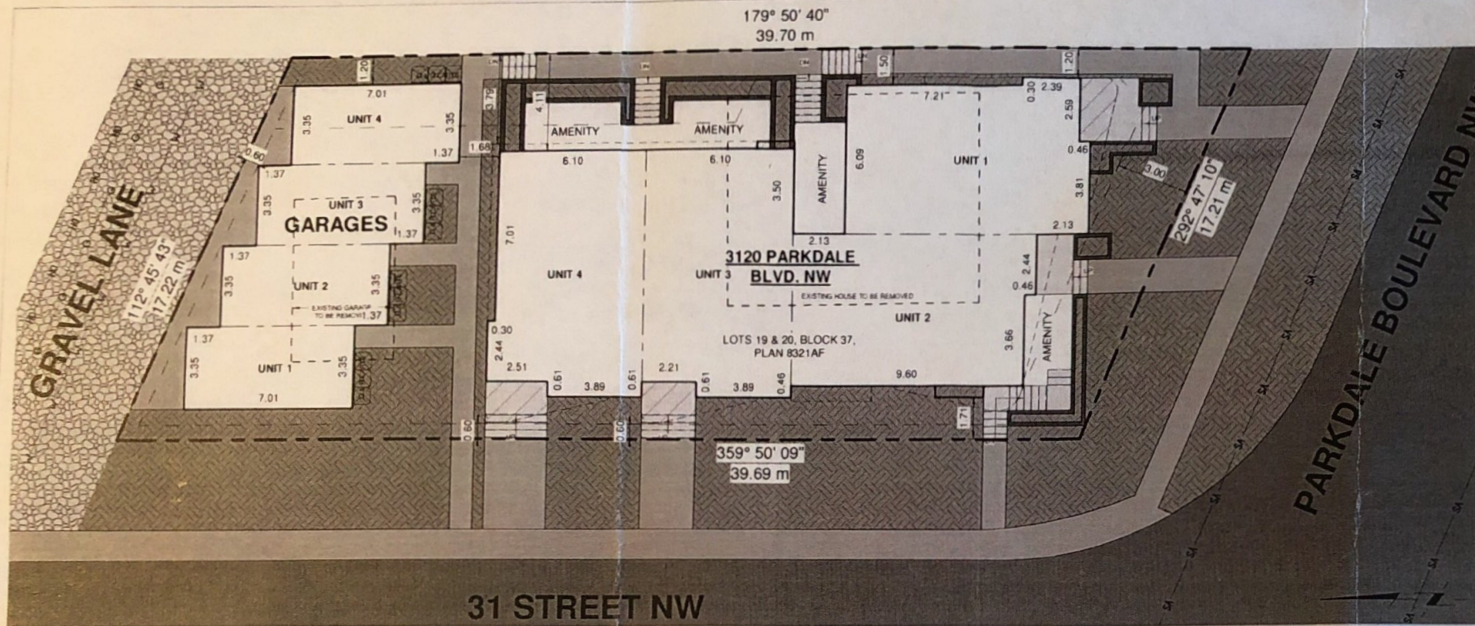 179° 50' 40"
39.70 m
1.20
1.50
1.20
7.01
UNIT 4
3.35
3.35
1.37
0.60
1.37
3.35
UNIT 3
3.35
GARAGES
1.37
1.37
3.35
UNIT 2
3.35
EXISTING GARAGE
TO BE REMOV
1.37
1.37
3.35
UNIT 1
3.35
7.01
GRAVEL LANE
112° 45' 43"
17.22 m
3.79
4.11
1.68
AMENITY
AMENITY
6.10
6.10
3.50
AMENITY
6.09
7.21
0.30
2.39
2.59
UNIT 1
0.46
3.81
3.00
2.13
2.13
7.01
UNIT 4
UNIT 3
3120 PARKDALE
BLVD. NW
EXISTING HOUSE TO BE REMOVED
UNIT 2
2.44
0.46
LOTS 19 & 20, BLOCK 37,
PLAN 8321AF
3.66
AMENITY
0.30
2.44
2.51
0.61
3.89
0.61
2.21
0.61
3.89
0.46
9.60
1.71
0.60
0.60
359° 50' 09"
39.69 m
292° 47' 10"
17.21 m
PARKDALE BOULEVARD N
31 STREET NW
SA
SA
SA
SA
SA
SA
SA
SA